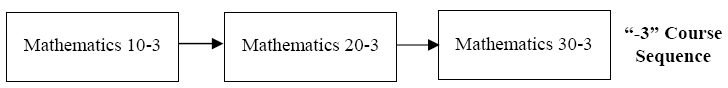 Mathematics 10-3
Mathematics 20-3
Mathematics 30-3
“-3” Course
Sequence